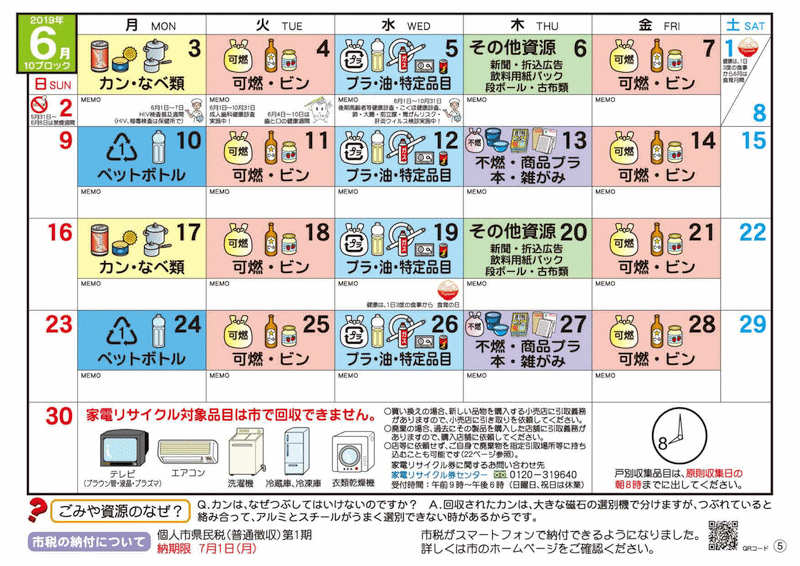 2019年
6月
10ブロック
月 MON
火 TUE
水 WED
木 THU
金 FRI
土 SAT
日 SUN
3
カン・なべ類
可燃
4
可燃・ビン
プラ
5
プラ・油・特定品目
その他資源 6
新聞・折込広告
飲料用紙パック
段ボール・古布類
可燃
7
可燃・ビン
1
健康は、1日
3度の食事
から6月は
食育月間
2
5月31日〜
6月6日は禁煙週間
MEMO
6月1日〜7日
HIV検査普及週間
(HIV、梅毒検査は保健所で)
MEMO
6月1日〜10月31日
成人歯科健康診査
実施中!
6月4日〜10日は
歯と口の健康週間
MEMO
6月1日〜10月31日
後期高齢者等健康診査・こくほ健康診査、
肺・大腸・前立腺・胃がんリスク・
肝炎ウィルス検診実施中!
MEMO
MEMO
8
9
1
10
ペットボトル
可燃
11
可燃・ビン
プラ
12
プラ・油・特定品目
不燃
13
不燃・商品プラ
本・雑がみ
可燃
14
可燃・ビン
15
MEMO
MEMO
MEMO
MEMO
MEMO
16
17
カン・なべ類
可燃
18
可燃・ビン
プラ
19
プラ・油・特定品目
その他資源 20
新聞・折込広告
飲料用紙パック
段ボール・古布類
可燃
21
可燃・ビン
22
MEMO
MEMO
MEMO
健康は、1日3度の食事から 食育の日
MEMO
MEMO
23
1
24
ペットボトル
可燃
25
可燃・ビン
プラ
26
プラ・油・特定品目
不燃
27
不燃・商品プラ
本・雑がみ
可燃
28
可燃・ビン
29
MEMO
MEMO
MEMO
MEMO
MEMO
30
家電リサイクル対象品目は市で回収できません。
テレビ
(ブラウン管・液晶・プラズマ)
エアコン
洗濯機
冷蔵庫、冷凍庫
衣類乾燥機
○買い換えの場合、新しい品物を購入する小売店に引取義務
がありますので、小売店に引き取りを依頼してください。
○廃棄の場合、過去にその製品を購入した店舗に引取義務が
ありますので、購入店舗に依頼してください。
○店等に依頼せず、ご自身で廃棄物を指定引取場所等に持ち
込むことも可能です(22ページ参照)。
家電リサイクル券に関するお問い合わせ先
家電リサイクル券センター 0120-319640
受付時間:午前9時〜午後6時(日曜日、祝日は休業)
8
戸別収集品目は、原則収集日の
朝8時までに出してください。
?
ごみや資源のなぜ?
Q.カンは、なぜつぶしてはいけないのですか? A.回収されたカンは、大きな磁石の選別機で分けますが、つぶれていると
絡み合って、アルミとスチールがうまく選別できない時があるからです。
市税の納付について
個人市県民税(普通徴収)第1期
納期限 7月1日(月)
市税がスマートフォンで納付できるようになりました。
詳しくは市のホームページをご確認ください。
QRコード
5